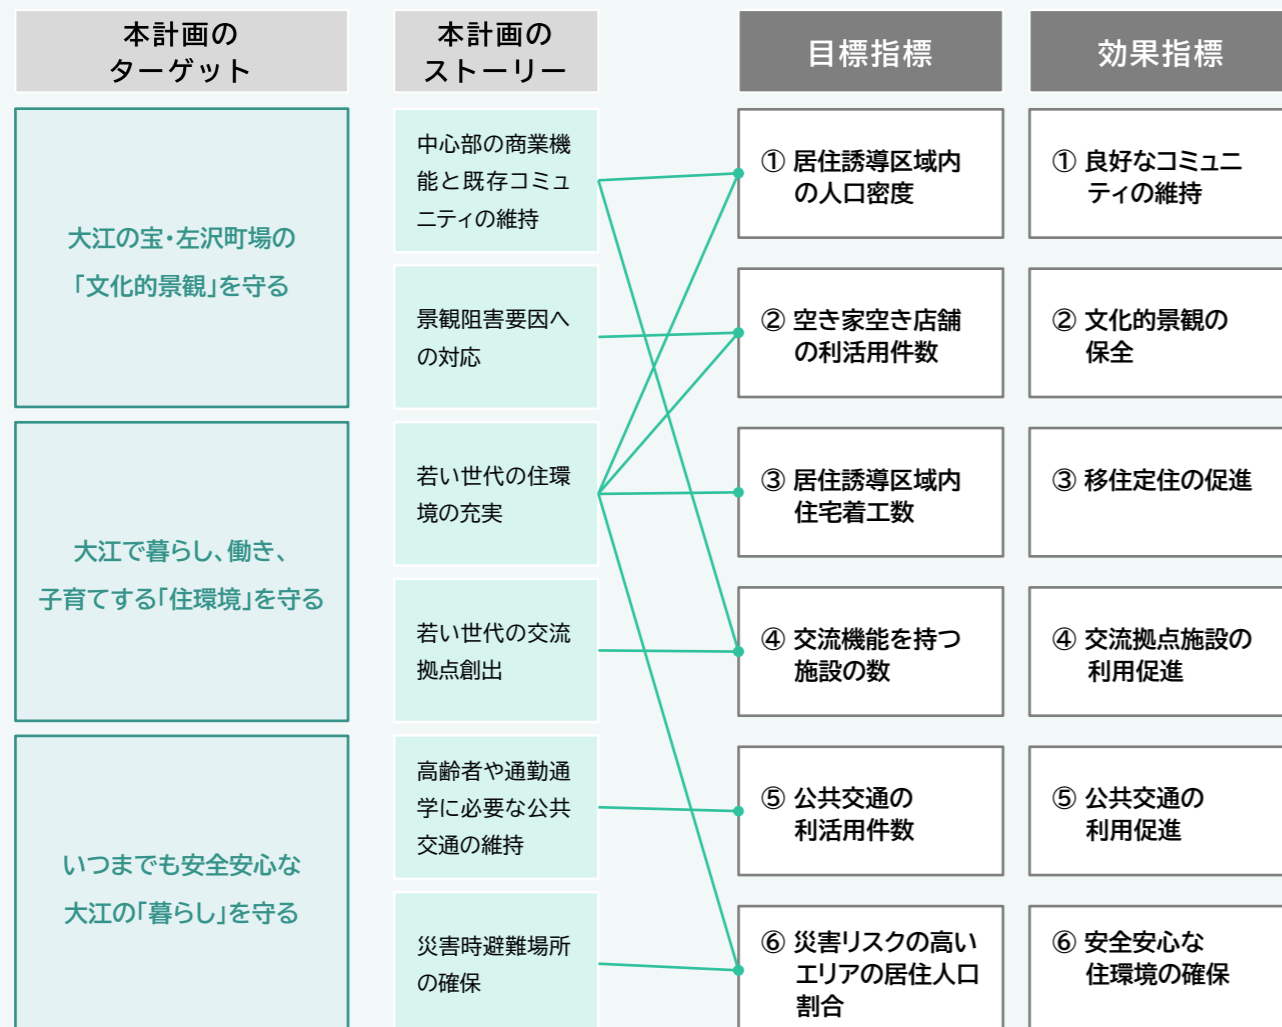 本計画の
ターゲット
本計画の
ストーリー
目標指標
効果指標
大江の宝・左沢町場の
「文化的景観」を守る
中心部の商業機
能と既存コミュ
ニティの維持
① 居住誘導区域内
の人口密度
① 良好なコミュニ
ティの維持
景観阻害要因へ
の対応
② 空き家空き店舗
の利活用件数
② 文化的景観の
保全
大江で暮らし、働き、
子育てする「住環境」を守る
若い世代の住環
境の充実
③ 居住誘導区域内
住宅着工数
③ 移住定住の促進
若い世代の交流
拠点創出
④ 交流機能を持つ
施設の数
④ 交流拠点施設の
利用促進
いつまでも安全安心な
大江の「暮らし」を守る
高齢者や通勤通
学に必要な公共
交通の維持
⑤ 公共交通の
利活用件数
⑤ 公共交通の
利用促進
災害時避難場所
の確保
⑥ 災害リスクの高い
エリアの居住人口
割合
⑥ 安全安心な
住環境の確保